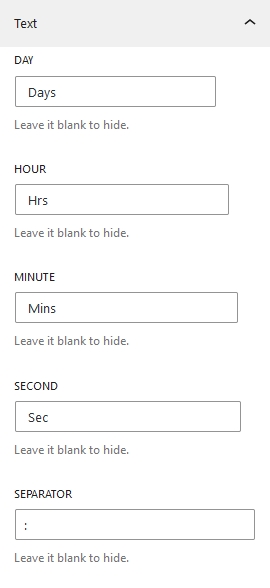 Text
DAY
Days
Leave it blank to hide.
HOUR
Hrs
Leave it blank to hide.
MINUTE
Mins
Leave it blank to hide.
SECOND
Sec
Leave it blank to hide.
SEPARATOR
:
Leave it blank to hide.